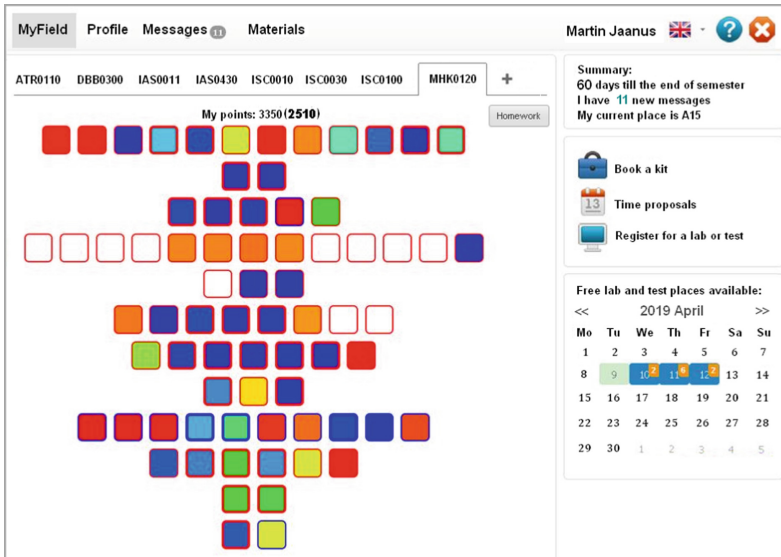 MyField Profile Messages 11 Materials Martin Jaanus
ATR0110 DBB0300 IAS0011 IAS0430 ISC0010 ISC0030 ISC0100 MHK0120 +
My points: 3350(2510)
Homework
Summary:
60 days till the end of semester
I have 11 new messages
My current place is A15
Book a kit
13
Time proposals
Register for a lab or test
Free lab and test places available:
<< 2019 April >>
Mo Tu We Th Fr Sa Su
1 2 3 4 5 6 7
8 9 10 2 11 6 12 2 13 14
15 16 17 18 19 20 21
22 23 24 25 26 27 28
29 30 1 2 3 4 5